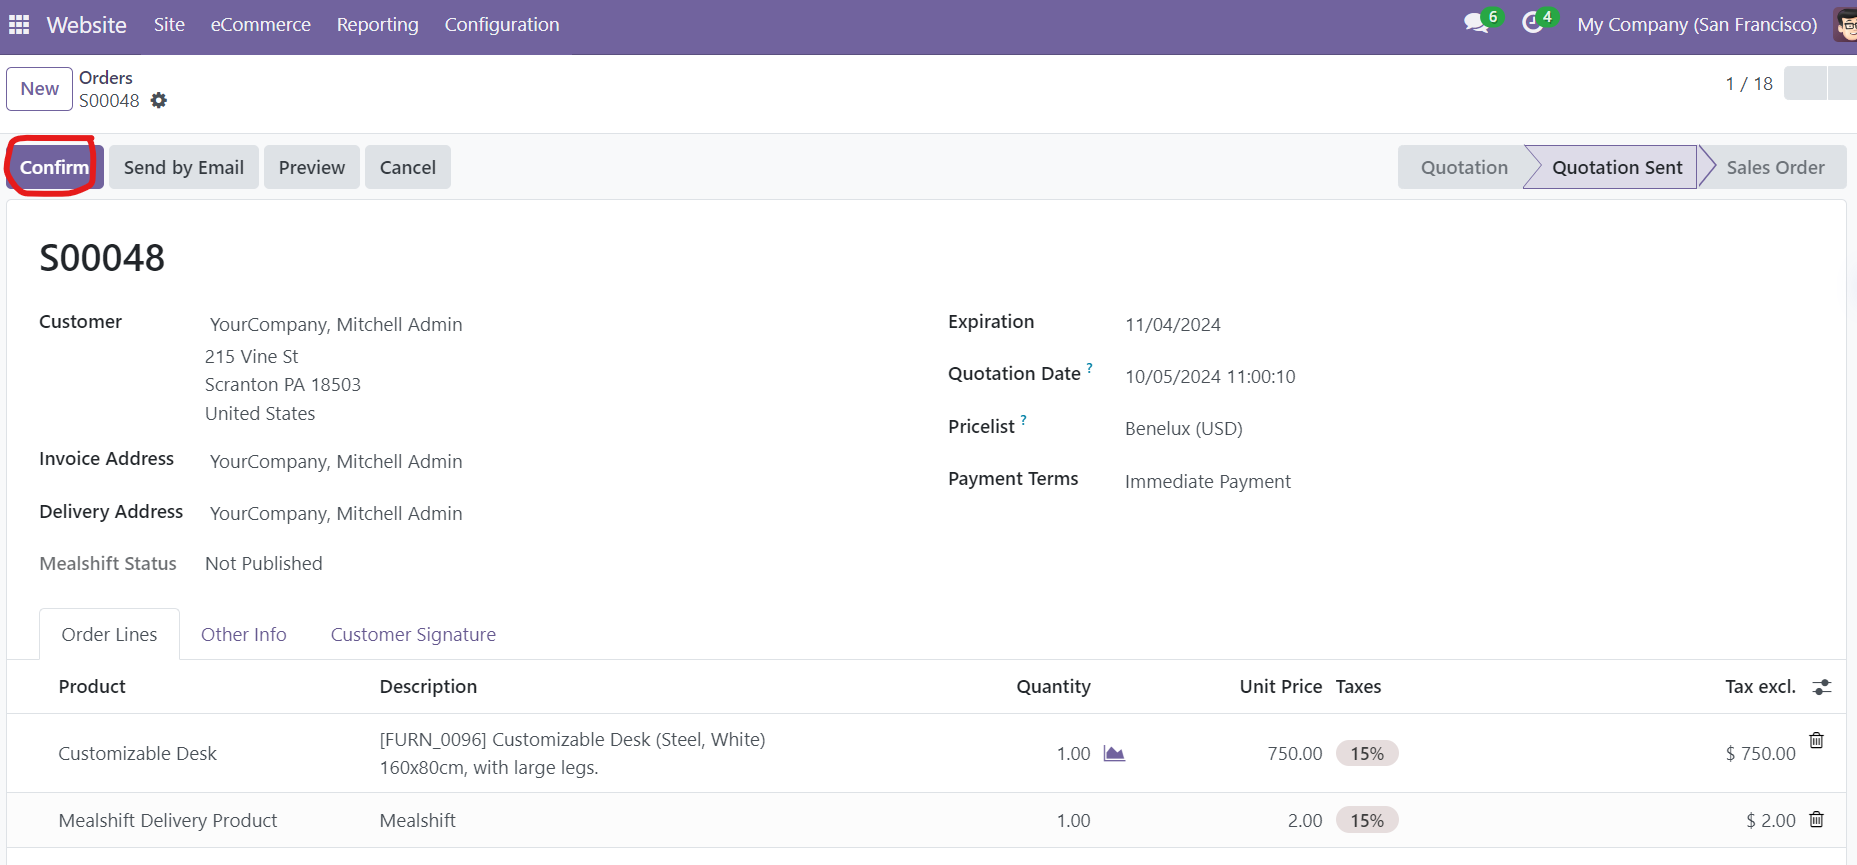 Website Site eCommerce Reporting Configuration 6 4 My Company (San Francisco)
New Orders
S00048 1 / 18
Confirm Send by Email Preview Cancel Quotation Quotation Sent Sales Order
S00048
Customer YourCompany, Mitchell Admin Expiration 11/04/2024
215 Vine St
Scranton PA 18503 Quotation Date ? 10/05/2024 11:00:10
United States Pricelist ? Benelux (USD)
Invoice Address YourCompany, Mitchell Admin Payment Terms Immediate Payment
Delivery Address YourCompany, Mitchell Admin
Mealshift Status Not Published
Order Lines Other Info Customer Signature
Product Description Quantity Unit Price Taxes Tax excl.
Customizable Desk [FURN_0096] Customizable Desk (Steel, White) 1.00 750.00 15% $ 750.00
160x80cm, with large legs.
Mealshift Delivery Product Mealshift 1.00 2.00 15% $ 2.00